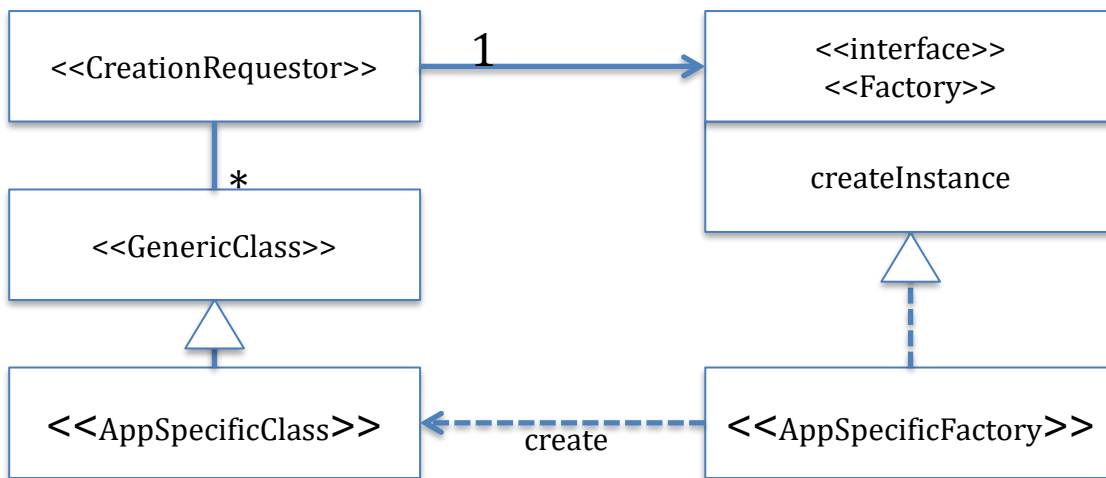 <<CreationRequestor>>
1
<<interface>>
<<Factory>>
createInstance
*
<<GenericClass>>
<<AppSpecificClass>>
create
<<AppSpecificFactory>>